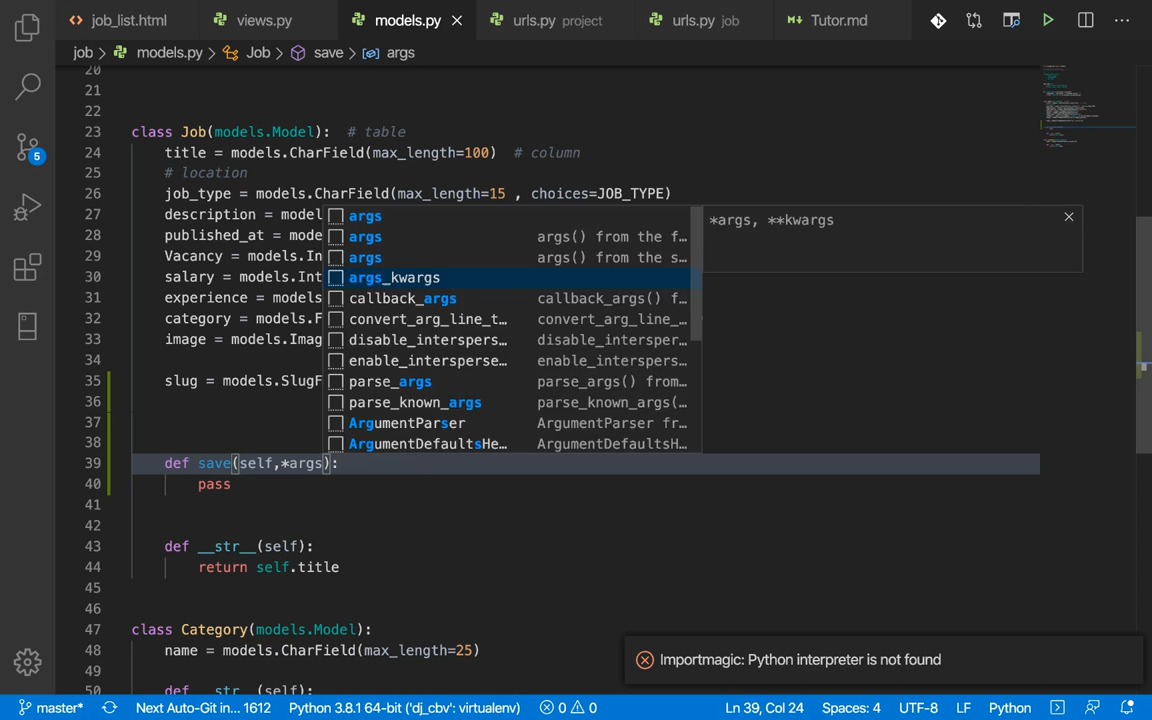 job_list.html views.py models.py urls.py project urls.py job Tutor.md
job models.py Job save args
20
21
22
23 class Job(models.Model): # table
24 title = models.CharField(max_length=100) # column
25 # location
26 job_type = models.CharField(max_length=15 , choices=JOB_TYPE)
27 description = model
28 published_at = mode
29 Vacancy = models.In
30 salary = models.Int
31 experience = models
32 category = models.F
33 image = models.Imag
34
35 slug = models.SlugF
36
37
38
39 def save(self,*args):
40 pass
41
42
43 def __str__(self):
44 return self.title
45
46
47 class Category(models.Model):
48 name = models.CharField(max_length=25)
49
50 def __str__(self):
args
args args() from the f…
args args() from the s…
args_kwargs
callback_args callback_args() f…
convert_arg_line_t… convert_arg_line_…
disable_interspers… disable_intersper…
enable_intersperse… enable_interspers…
parse_args parse_args() from…
parse_known_args parse_known_args(…
ArgumentParser ArgumentParser fr…
ArgumentDefaultsHe… ArgumentDefaultsH…
*args, **kwargs
5
Importmagic: Python interpreter is not found
master* Next Auto-Git in... 1612 Python 3.8.1 64-bit ('dj_cbv': virtualenv) 0 0 Ln 39, Col 24 Spaces: 4 UTF-8 LF Python